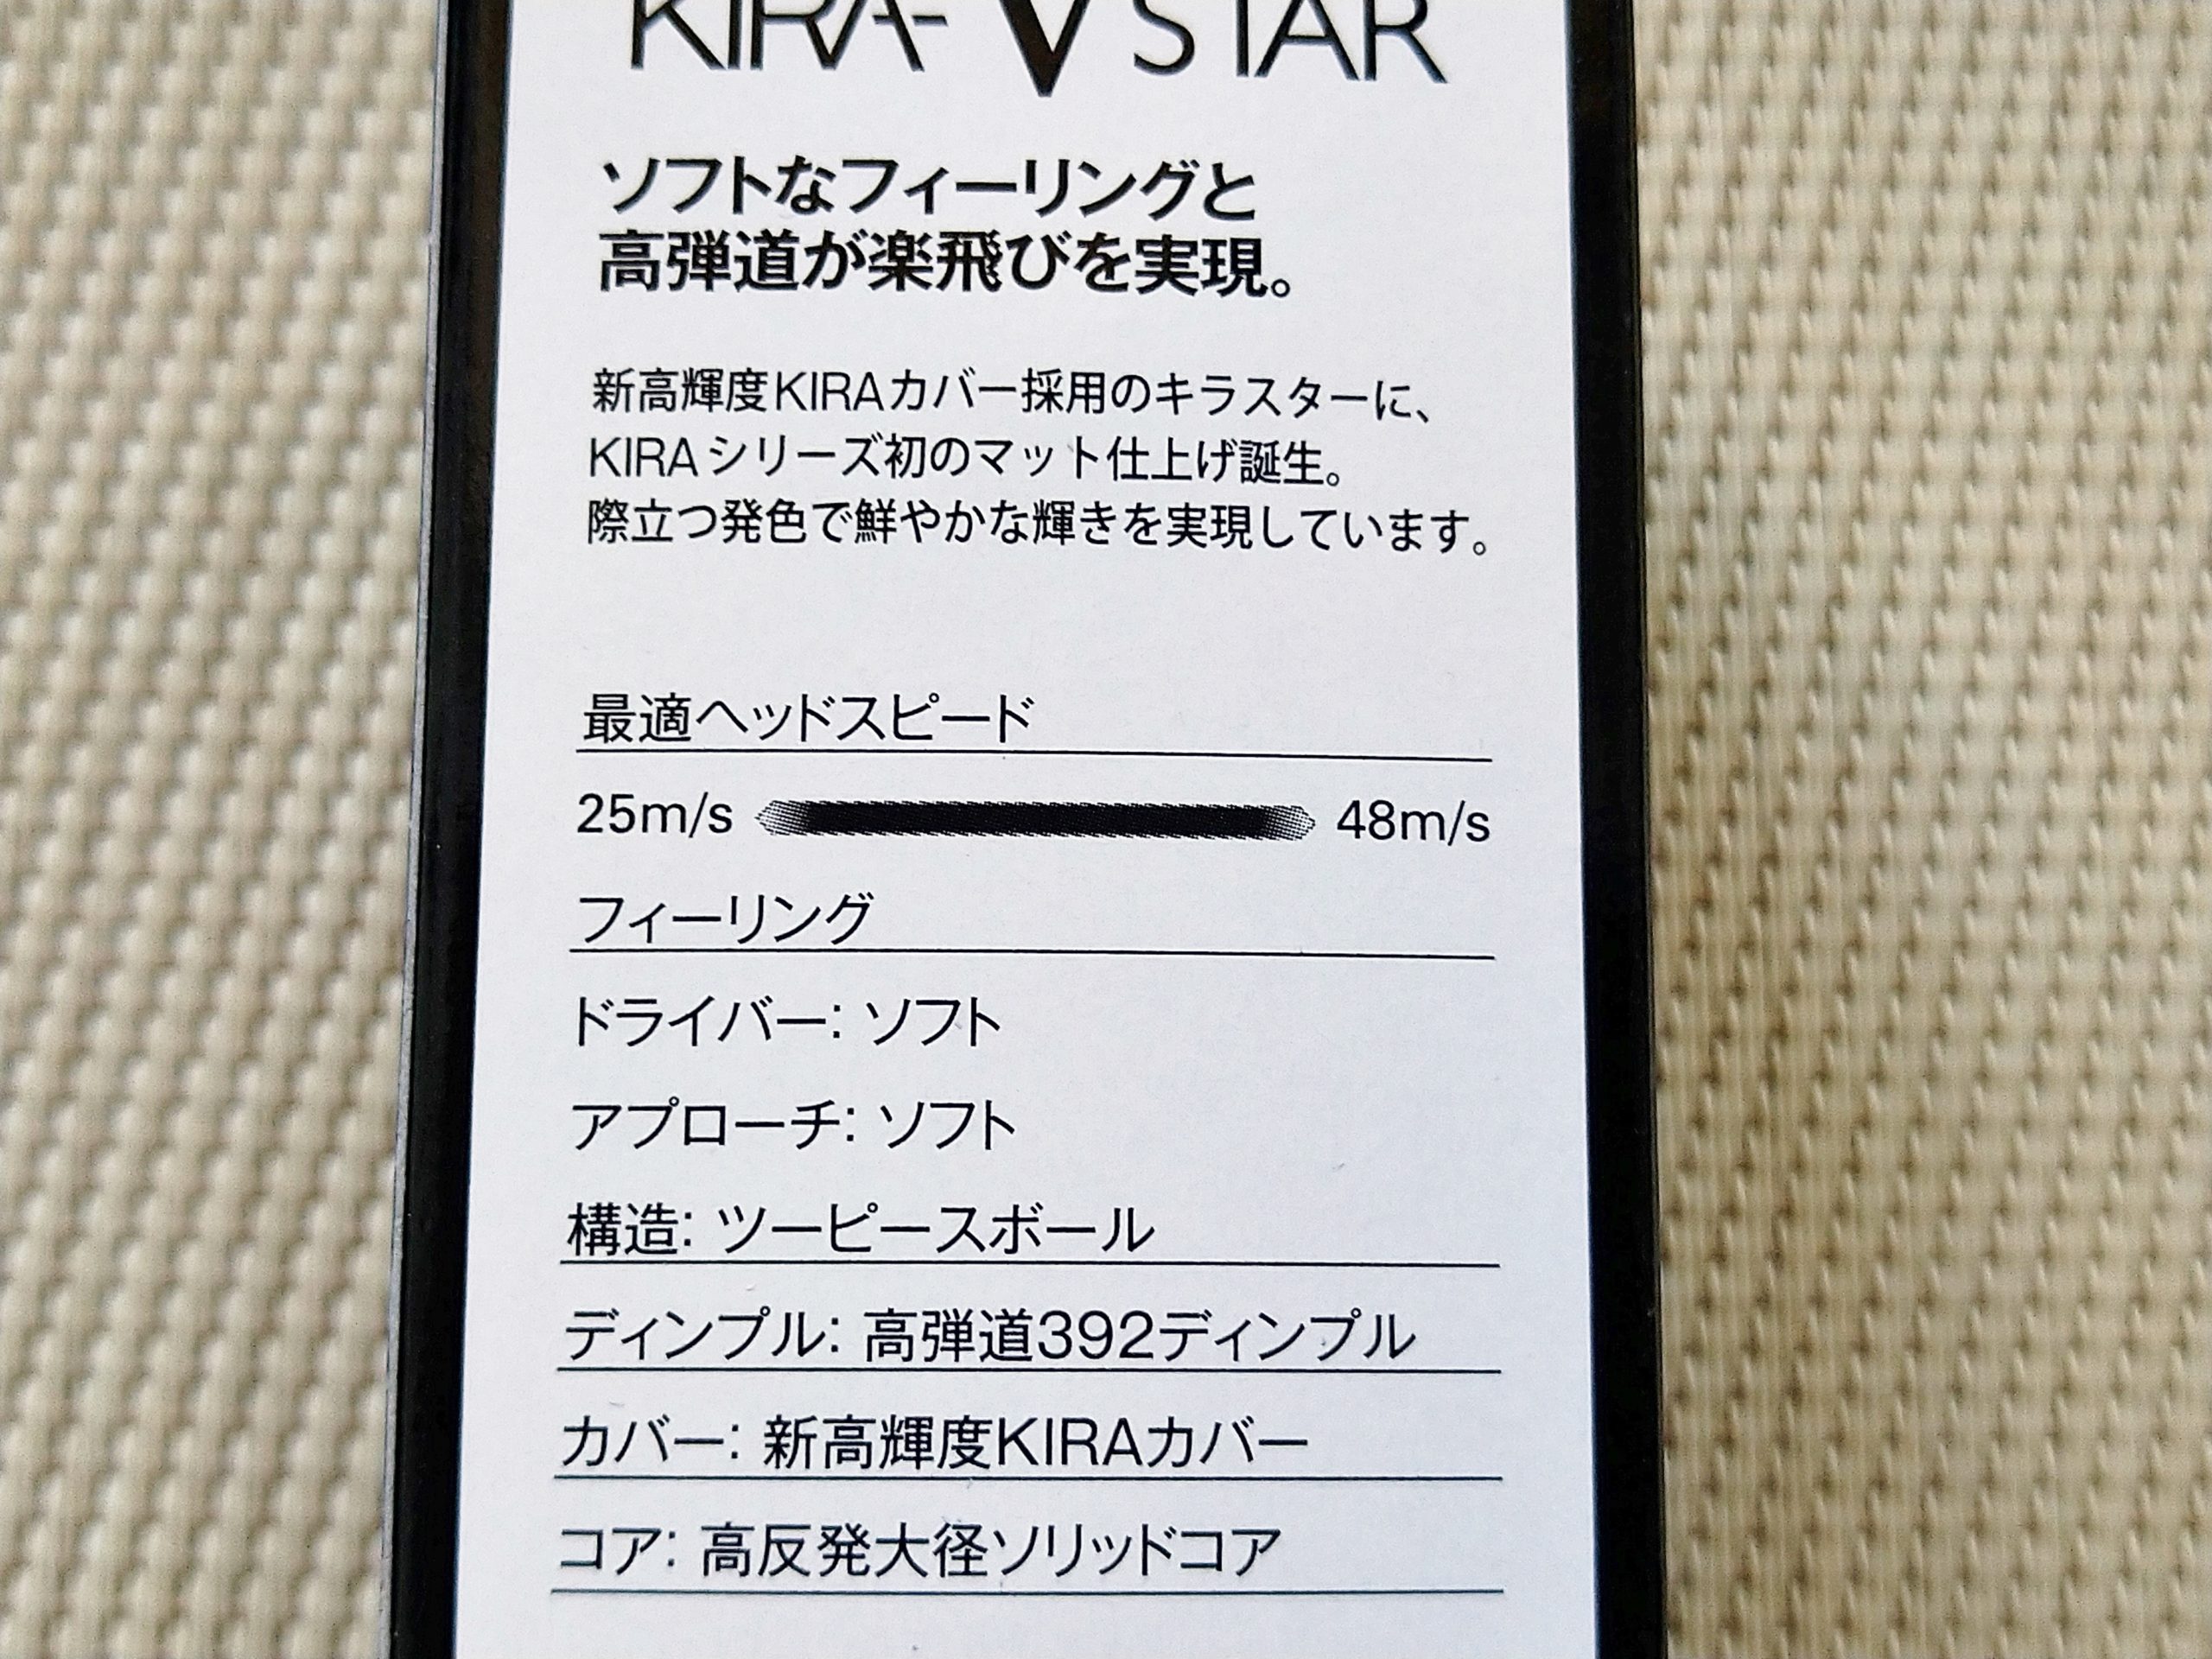 KIRA- V STAR
ソフトなフィーリングと
高弾道が楽飛びを実現。
新高輝度KIRAカバー採用のキラスターに、
KIRAシリーズ初のマット仕上げ誕生。
際立つ発色で鮮やかな輝きを実現しています。
最適ヘッドスピード
25m/s 48m/s
フィーリング
ドライバー: ソフト
アプローチ: ソフト
構造: ツーピースボール
ディンプル: 高弾道392ディンプル
カバー: 新高輝度KIRAカバー
コア: 高反発大径ソリッドコア